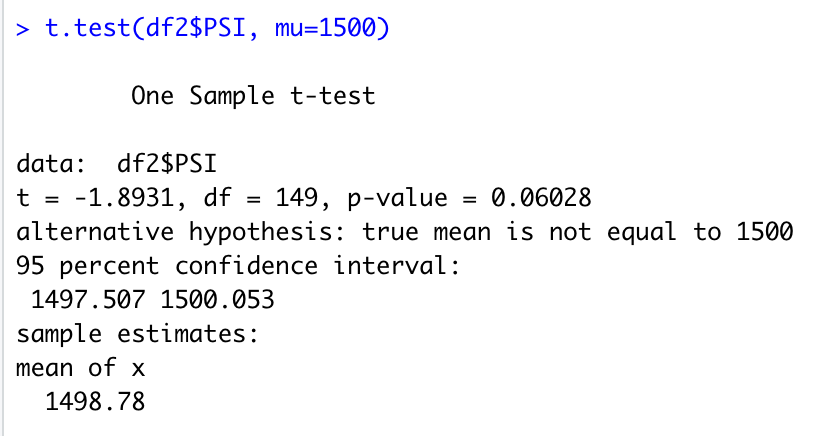 > t.test(df2$PSI, mu=1500)
One Sample t-test
data:  df2$PSI
t = -1.8931, df = 149, p-value = 0.06028
alternative hypothesis: true mean is not equal to 1500
95 percent confidence interval:
1497.507 1500.053
sample estimates:
mean of x
1498.78